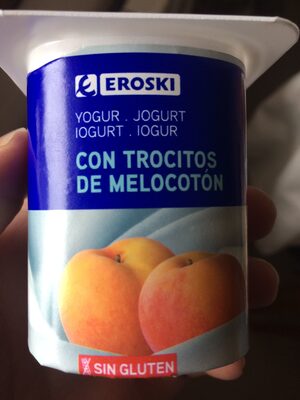 EROSKI
YOGUR . JOGURT
IOGURT . IOGUR
CON TROCITOS
DE MELOCOTÓN
SIN GLUTEN